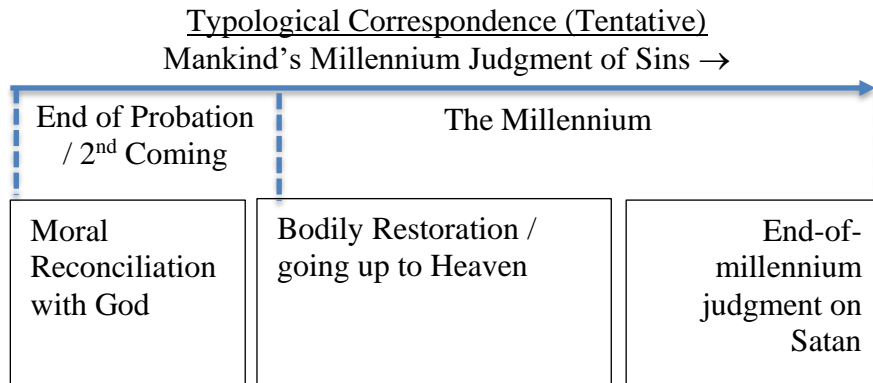 Typological Correspondence (Tentative)
Mankind’s Millennium Judgment of Sins →
End of Probation
/ 2nd Coming
The Millennium
Moral
Reconciliation
with God
Bodily Restoration /
going up to Heaven
End-of-
millennium
judgment on
Satan